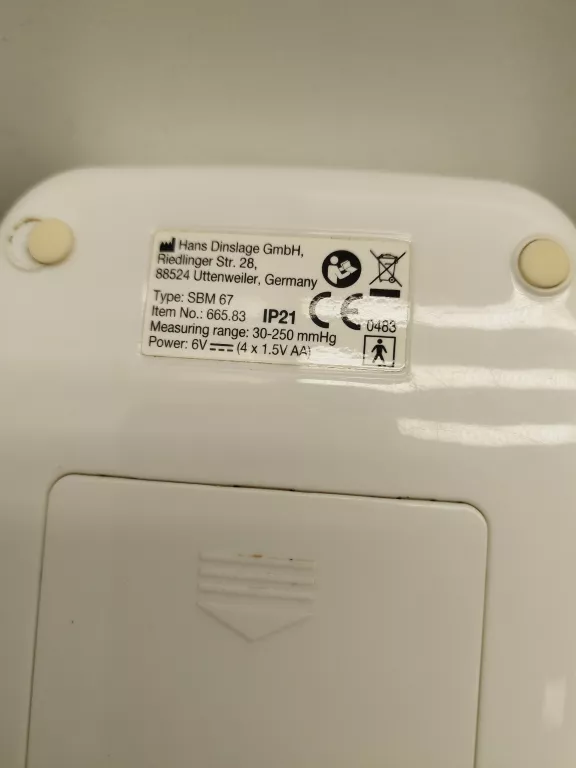 Hans Dinslage GmbH,
Riedlinger Str. 28,
88524 Uttenweiler, Germany
Type: SBM 67
Item No.: 665.83 IP21 CE 0483
Measuring range: 30-250 mmHg
Power: 6V (4 x 1.5V AA)